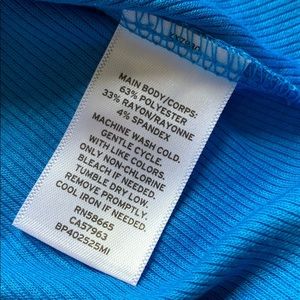 MAIN BODY/CORPS:
63% POLYESTER
33% RAYON/RAYONNE
4% SPANDEX
MACHINE WASH COLD.
GENTLE CYCLE.
WITH LIKE COLORS.
ONLY NON-CHLORINE
BLEACH IF NEEDED.
TUMBLE DRY LOW.
REMOVE PROMPTLY.
COOL IRON IF NEEDED.
RN58665
CA57963
BP402525MI